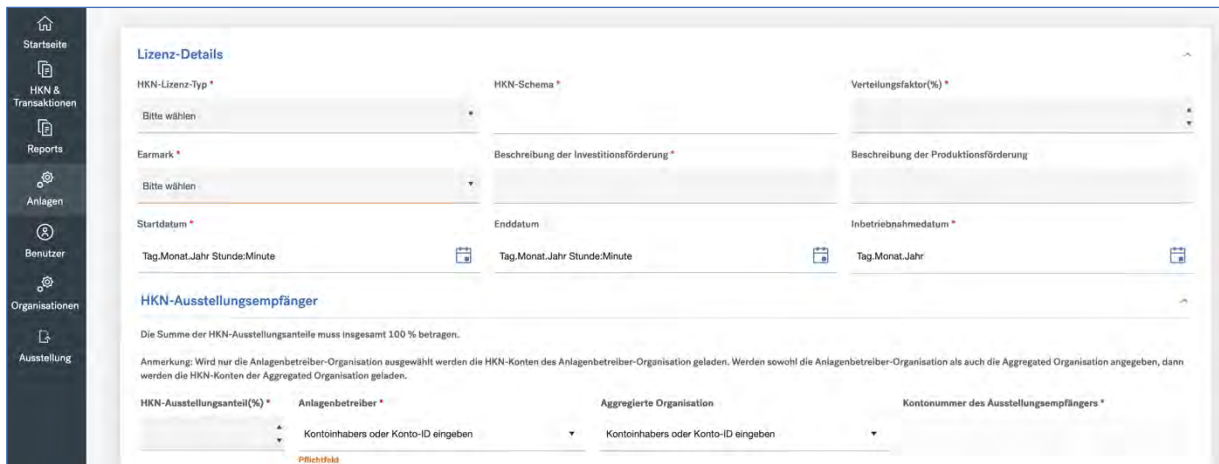 Startseite
HKN &
Transaktionen
Reports
Anlagen
Benutzer
Organisationen
Ausstellung
Lizenz-Details
HKN-Lizenz-Typ * HKN-Schema * Verteilungsfaktor(%) *
Bitte wählen
Earmark * Beschreibung der Investitionsförderung * Beschreibung der Produktionsförderung
Bitte wählen
Startdatum * Enddatum Inbetriebnahmedatum *
Tag.Monat.Jahr Stunde:Minute Tag.Monat.Jahr Stunde:Minute Tag.Monat.Jahr
HKN-Ausstellungsempfänger
Die Summe der HKN-Ausstellungsanteile muss insgesamt 100 % betragen.
Anmerkung: Wird nur die Anlagenbetreiber-Organisation ausgewählt werden die HKN-Konten des Anlagenbetreiber-Organisation geladen. Werden sowohl die Anlagenbetreiber-Organisation als auch die Aggregated Organisation angegeben, dann
werden die HKN-Konten der Aggregated Organisation geladen.
HKN-Ausstellungsanteil(%) * Anlagenbetreiber * Aggregierte Organisation Kontonummer des Ausstellungsempfängers *
Kontoinhabers oder Konto-ID eingeben Kontoinhabers oder Konto-ID eingeben
Pflichtfeld